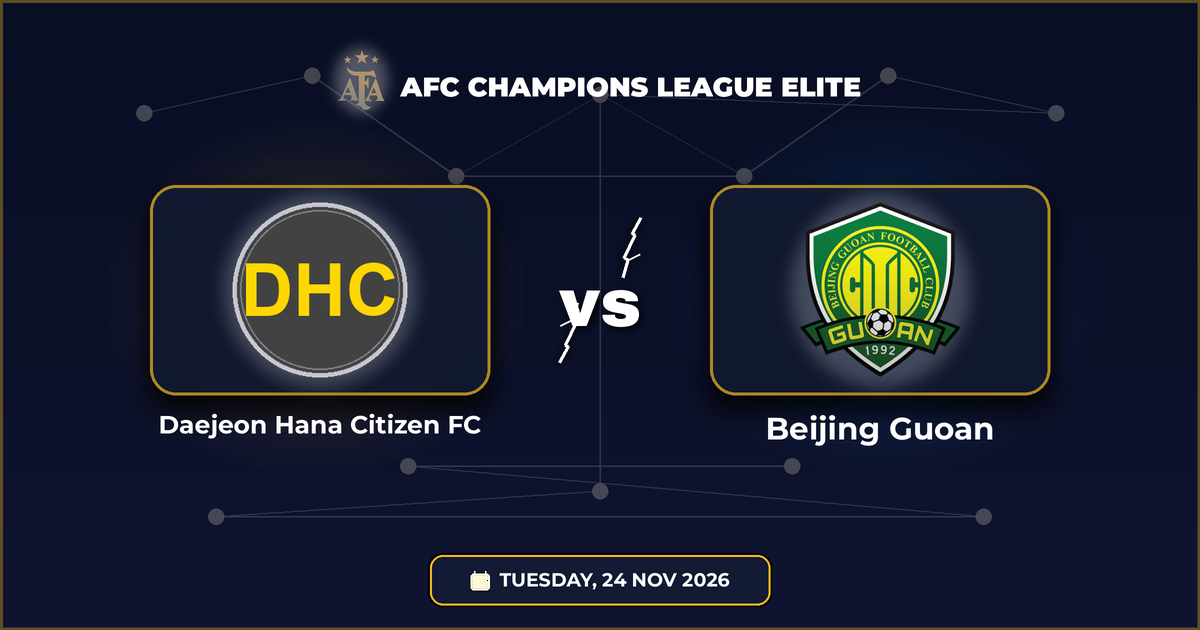 AFA
AFC CHAMPIONS LEAGUE ELITE
DHC
BEIJING GUOAN FOOTBALL CLUB
CITIC
GUOAN
1992
VS
Daejeon Hana Citizen FC
Beijing Guoan
TUESDAY, 24 NOV 2026